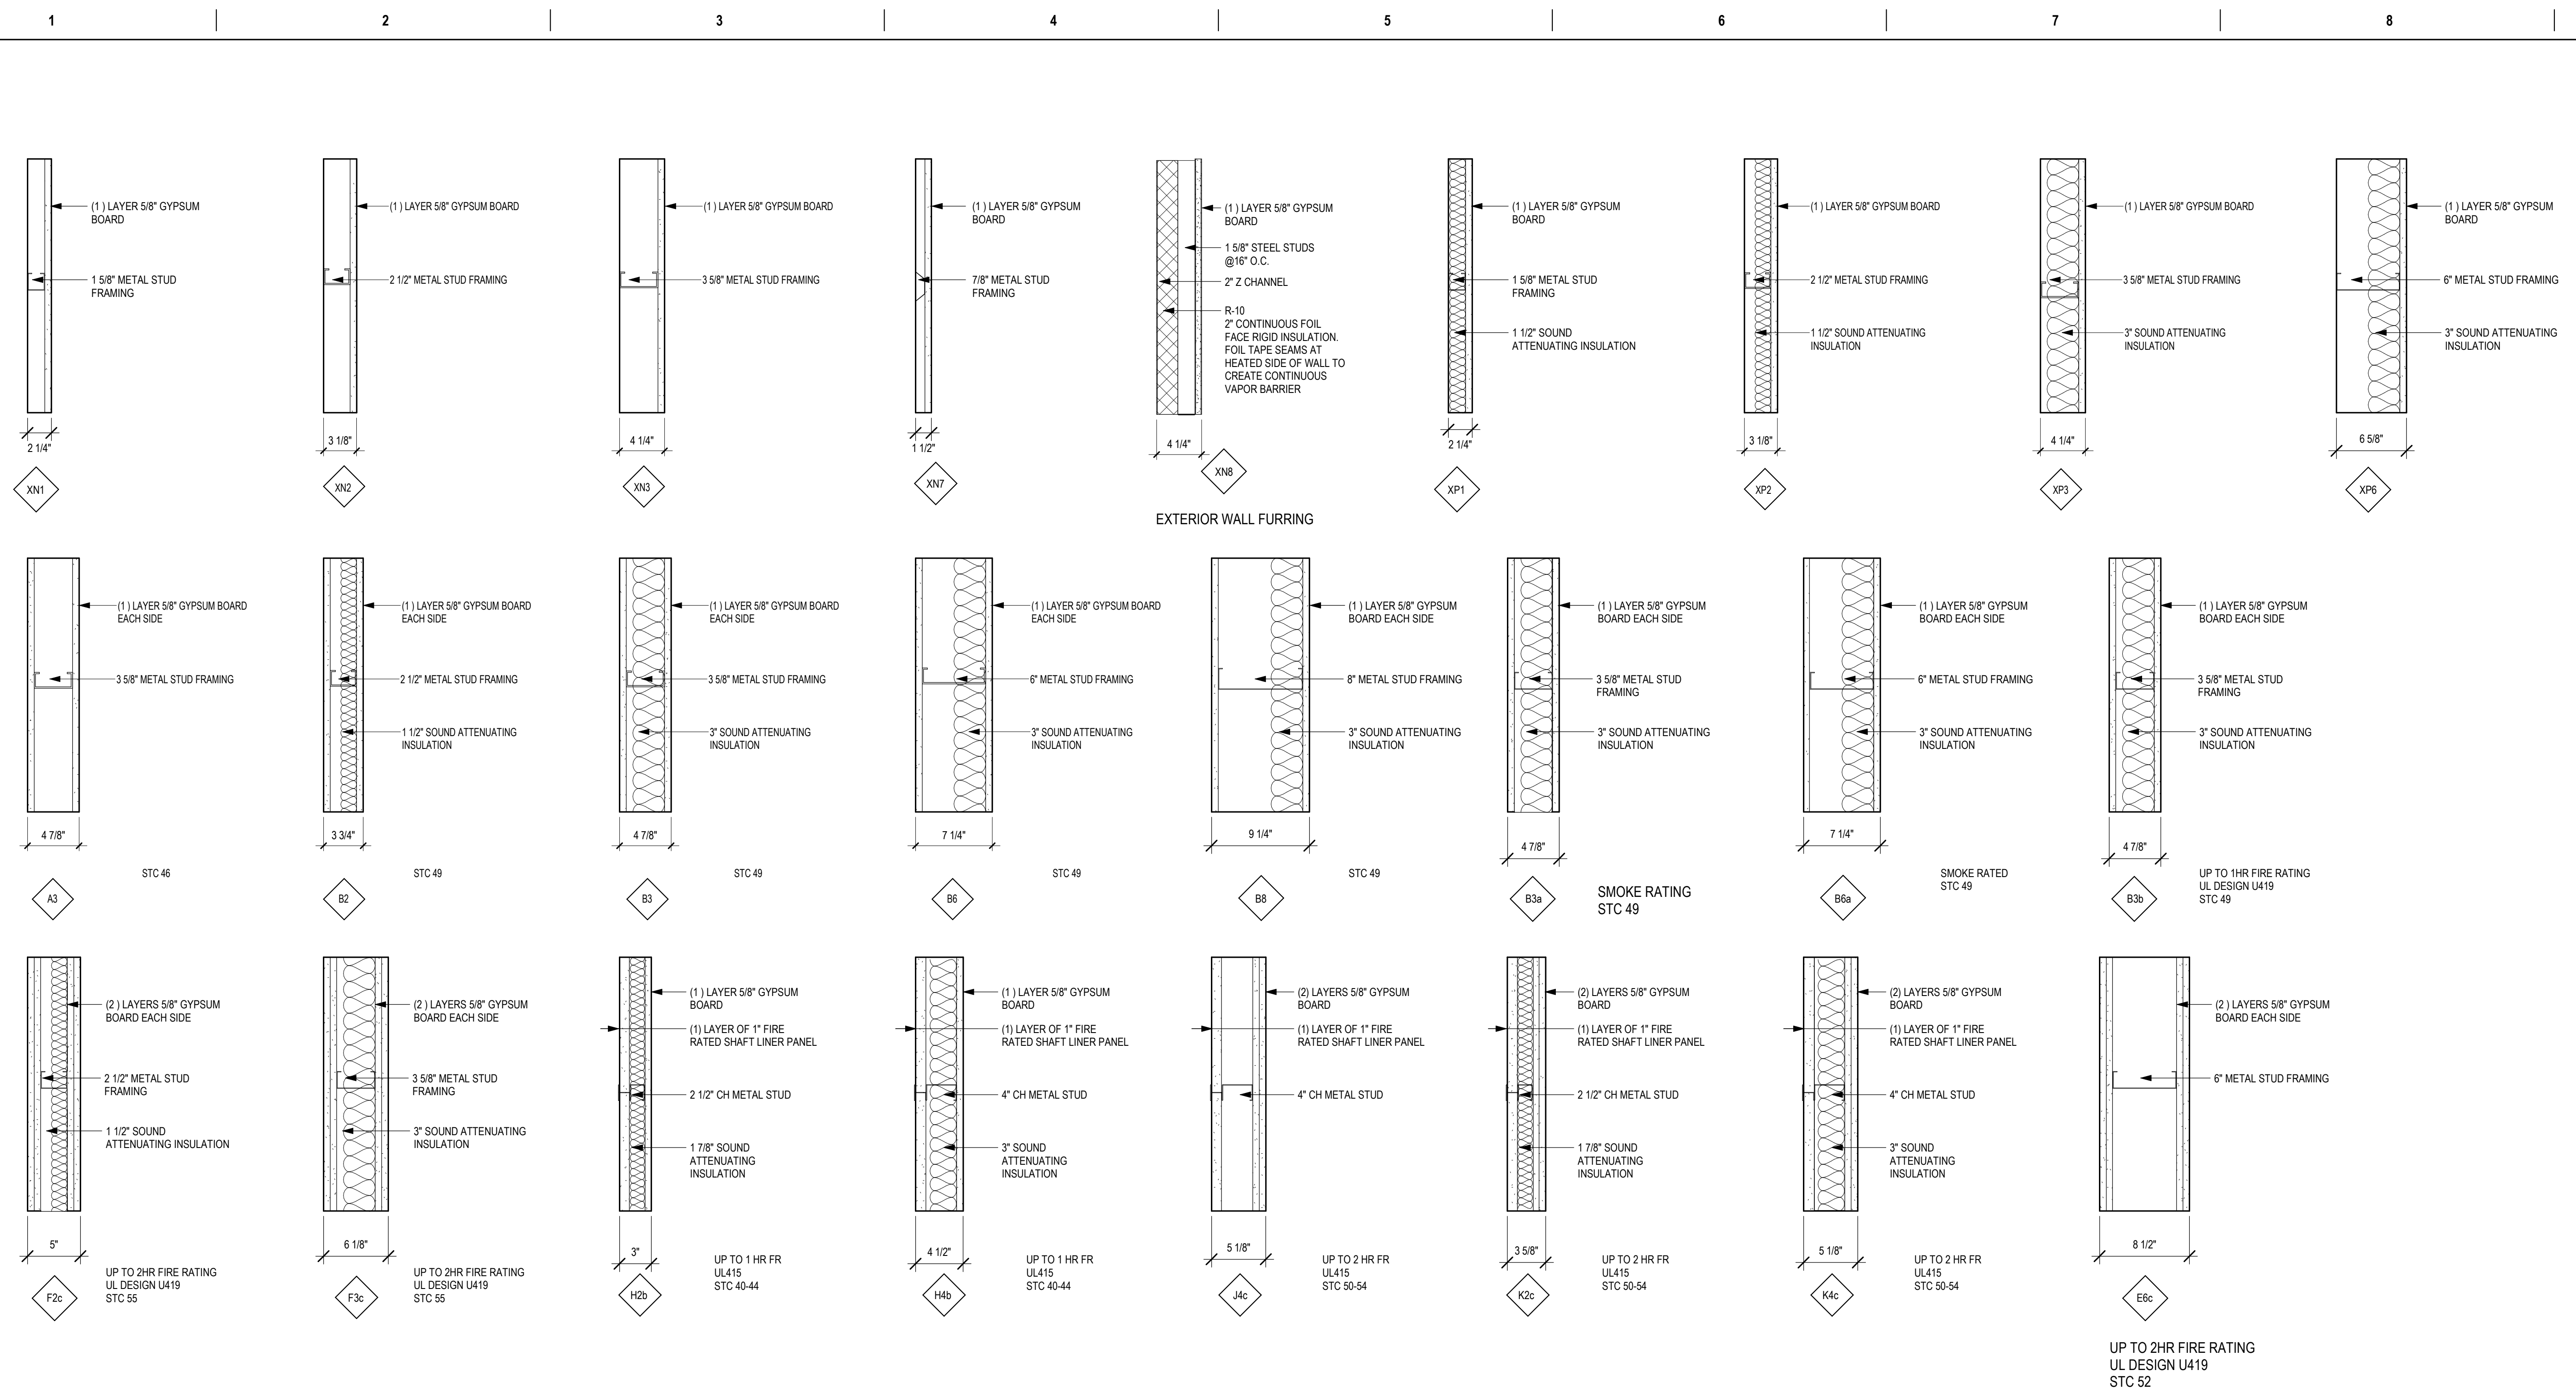 1
2
3
4
5
6
7
8
(1 ) LAYER 5/8" GYPSUM
BOARD
1 5/8" METAL STUD
FRAMING
2 1/4"
XN1
(1 ) LAYER 5/8" GYPSUM BOARD
2 1/2" METAL STUD FRAMING
3 1/8"
XN2
(1 ) LAYER 5/8" GYPSUM BOARD
3 5/8" METAL STUD FRAMING
4 1/4"
XN3
(1 ) LAYER 5/8" GYPSUM
BOARD
7/8" METAL STUD
FRAMING
1 1/2"
XN7
(1 ) LAYER 5/8" GYPSUM
BOARD
1 5/8" STEEL STUDS
@16" O.C.
2" Z CHANNEL
R-10
2" CONTINUOUS FOIL
FACE RIGID INSULATION.
FOIL TAPE SEAMS AT
HEATED SIDE OF WALL TO
CREATE CONTINUOUS
VAPOR BARRIER
4 1/4"
XN8
EXTERIOR WALL FURRING
(1 ) LAYER 5/8" GYPSUM
BOARD
1 5/8" METAL STUD
FRAMING
1 1/2" SOUND
ATTENUATING INSULATION
2 1/4"
XP1
(1 ) LAYER 5/8" GYPSUM BOARD
2 1/2" METAL STUD FRAMING
1 1/2" SOUND ATTENUATING
INSULATION
3 1/8"
XP2
(1 ) LAYER 5/8" GYPSUM BOARD
3 5/8" METAL STUD FRAMING
3" SOUND ATTENUATING
INSULATION
4 1/4"
XP3
(1 ) LAYER 5/8" GYPSUM
BOARD
6" METAL STUD FRAMING
3" SOUND ATTENUATING
INSULATION
6 5/8"
XP6
(1 ) LAYER 5/8" GYPSUM BOARD
EACH SIDE
3 5/8" METAL STUD FRAMING
4 7/8"
STC 46
A3
(1 ) LAYER 5/8" GYPSUM BOARD
EACH SIDE
2 1/2" METAL STUD FRAMING
1 1/2" SOUND ATTENUATING
INSULATION
3 3/4"
STC 49
B2
(1 ) LAYER 5/8" GYPSUM BOARD
EACH SIDE
3 5/8" METAL STUD FRAMING
3" SOUND ATTENUATING
INSULATION
4 7/8"
STC 49
B3
(1 ) LAYER 5/8" GYPSUM BOARD
EACH SIDE
6" METAL STUD FRAMING
3" SOUND ATTENUATING
INSULATION
7 1/4"
STC 49
B6
(1 ) LAYER 5/8" GYPSUM
BOARD EACH SIDE
8" METAL STUD FRAMING
3" SOUND ATTENUATING
INSULATION
9 1/4"
STC 49
B8
(1 ) LAYER 5/8" GYPSUM
BOARD EACH SIDE
3 5/8" METAL STUD
FRAMING
3" SOUND ATTENUATING
INSULATION
4 7/8"
B3a
SMOKE RATING
STC 49
(1 ) LAYER 5/8" GYPSUM
BOARD EACH SIDE
6" METAL STUD FRAMING
3" SOUND ATTENUATING
INSULATION
7 1/4"
SMOKE RATED
STC 49
B6a
(1 ) LAYER 5/8" GYPSUM
BOARD EACH SIDE
3 5/8" METAL STUD
FRAMING
3" SOUND ATTENUATING
INSULATION
4 7/8"
UP TO 1HR FIRE RATING
UL DESIGN U419
STC 49
B3b
(2 ) LAYERS 5/8" GYPSUM
BOARD EACH SIDE
2 1/2" METAL STUD
FRAMING
1 1/2" SOUND
ATTENUATING INSULATION
5"
UP TO 2HR FIRE RATING
UL DESIGN U419
STC 55
F2c
(2 ) LAYERS 5/8" GYPSUM
BOARD EACH SIDE
3 5/8" METAL STUD
FRAMING
3" SOUND ATTENUATING
INSULATION
6 1/8"
UP TO 2HR FIRE RATING
UL DESIGN U419
STC 55
F3c
(1 ) LAYER 5/8" GYPSUM
BOARD
(1) LAYER OF 1" FIRE
RATED SHAFT LINER PANEL
2 1/2" CH METAL STUD
1 7/8" SOUND
ATTENUATING
INSULATION
3"
UP TO 1 HR FR
UL415
STC 40-44
H2b
(1 ) LAYER 5/8" GYPSUM
BOARD
(1) LAYER OF 1" FIRE
RATED SHAFT LINER PANEL
4" CH METAL STUD
3" SOUND
ATTENUATING
INSULATION
4 1/2"
UP TO 1 HR FR
UL415
STC 40-44
H4b
(2) LAYERS 5/8" GYPSUM
BOARD
(1) LAYER OF 1" FIRE
RATED SHAFT LINER PANEL
4" CH METAL STUD
5 1/8"
UP TO 2 HR FR
UL415
STC 50-54
J4c
(2) LAYERS 5/8" GYPSUM
BOARD
(1) LAYER OF 1" FIRE
RATED SHAFT LINER PANEL
2 1/2" CH METAL STUD
1 7/8" SOUND
ATTENUATING
INSULATION
3 5/8"
UP TO 2 HR FR
UL415
STC 50-54
K2c
(2) LAYERS 5/8" GYPSUM
BOARD
(1) LAYER OF 1" FIRE
RATED SHAFT LINER PANEL
4" CH METAL STUD
3" SOUND
ATTENUATING
INSULATION
5 1/8"
UP TO 2 HR FR
UL415
STC 50-54
K4c
(2 ) LAYERS 5/8" GYPSUM
BOARD EACH SIDE
6" METAL STUD FRAMING
8 1/2"
E6c
UP TO 2HR FIRE RATING
UL DESIGN U419
STC 52